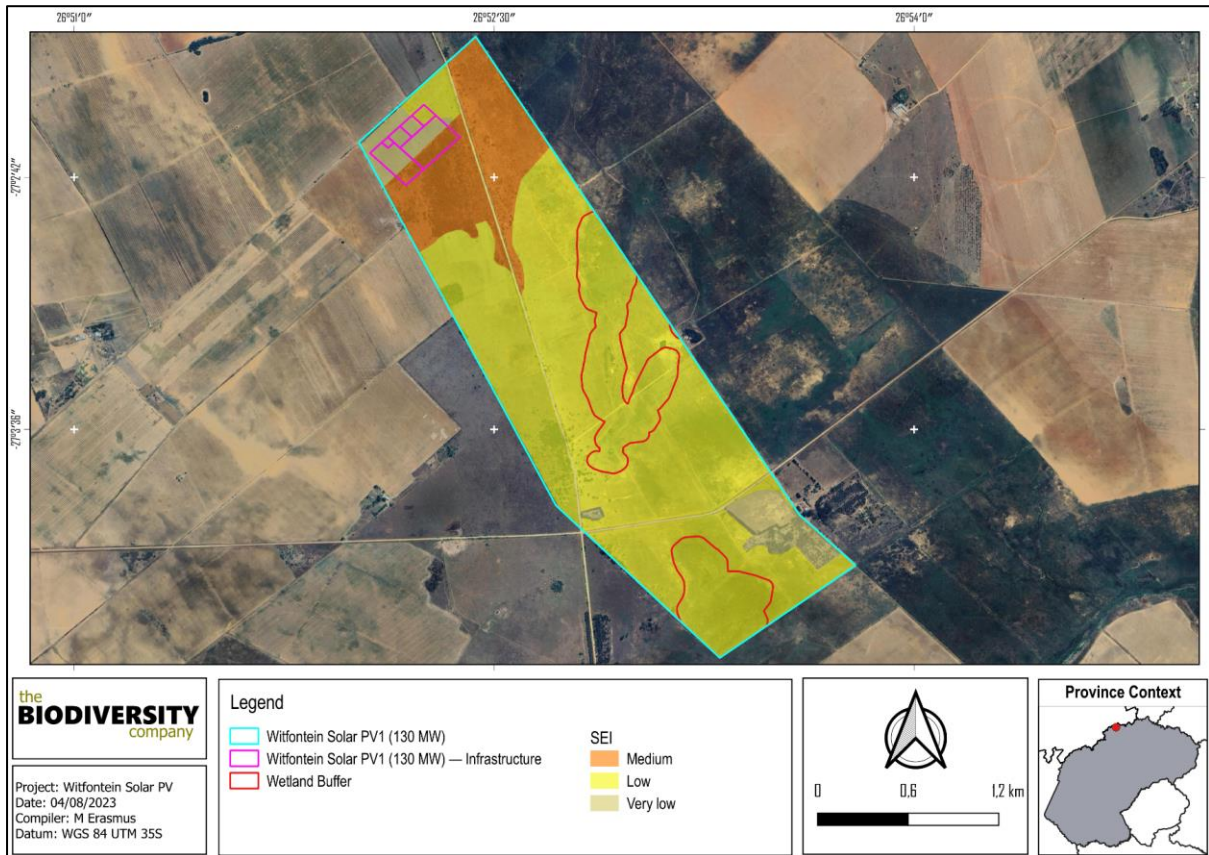 26°51'0" 26°52'30" 26°54'0"
-27°2'42"
-27°3'36"
the
BIODIVERSITY
company
Project: Witfontein Solar PV
Date: 04/08/2023
Compiler: M Erasmus
Datum: WGS 84 UTM 35S
Legend
Witfontein Solar PV1 (130 MW)
Witfontein Solar PV1 (130 MW) — Infrastructure
Wetland Buffer
SEI
Medium
Low
Very low
0 0,6 1,2 km
Province Context